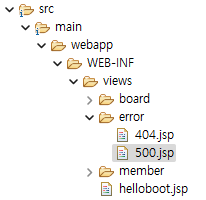 src
main
webapp
WEB-INF
views
board
error
404.jsp
500.jsp
member
helloboot.jsp